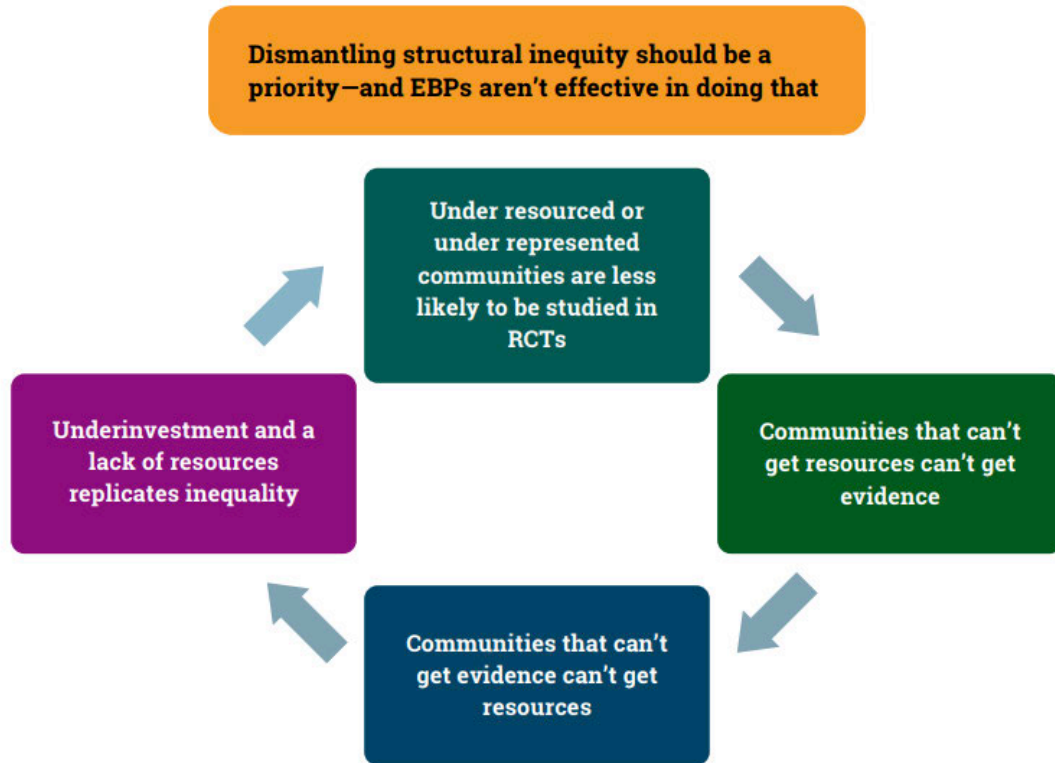 Dismantling structural inequity should be a
priority—and EBPs aren’t effective in doing that
Under resourced or
under represented
communities are less
likely to be studied in
RCTs
Communities that can’t
get resources can’t get
evidence
Communities that can’t
get evidence can’t get
resources
Underinvestment and a
lack of resources
replicates inequality